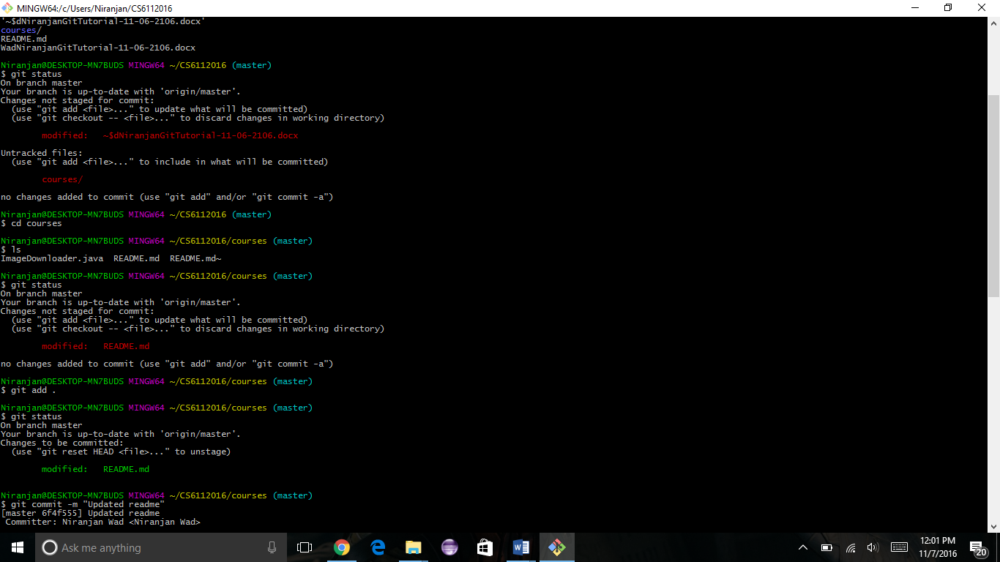 MINGW64:/c/Users/Niranjan/CS6112016
'~$dNiranjanGitTutorial-11-06-2106.docx'
courses/
README.md
WadNiranjanGitTutorial-11-06-2106.docx
Niranjan@DESKTOP-MN7BUDS MINGW64 ~/CS6112016 (master)
$ git status
On branch master
Your branch is up-to-date with 'origin/master'.
Changes not staged for commit:
  (use "git add <file>..." to update what will be committed)
  (use "git checkout -- <file>..." to discard changes in working directory)
        modified:   ~$dNiranjanGitTutorial-11-06-2106.docx
Untracked files:
  (use "git add <file>..." to include in what will be committed)
        courses/
no changes added to commit (use "git add" and/or "git commit -a")
Niranjan@DESKTOP-MN7BUDS MINGW64 ~/CS6112016 (master)
$ cd courses
Niranjan@DESKTOP-MN7BUDS MINGW64 ~/CS6112016/courses (master)
$ ls
ImageDownloader.java  README.md  README.md~
Niranjan@DESKTOP-MN7BUDS MINGW64 ~/CS6112016/courses (master)
$ git status
On branch master
Your branch is up-to-date with 'origin/master'.
Changes not staged for commit:
  (use "git add <file>..." to update what will be committed)
  (use "git checkout -- <file>..." to discard changes in working directory)
        modified:   README.md
no changes added to commit (use "git add" and/or "git commit -a")
Niranjan@DESKTOP-MN7BUDS MINGW64 ~/CS6112016/courses (master)
$ git add .
Niranjan@DESKTOP-MN7BUDS MINGW64 ~/CS6112016/courses (master)
$ git status
On branch master
Your branch is up-to-date with 'origin/master'.
Changes to be committed:
  (use "git reset HEAD <file>..." to unstage)
        modified:   README.md
Niranjan@DESKTOP-MN7BUDS MINGW64 ~/CS6112016/courses (master)
$ git commit -m "Updated readme"
[master 6f4f555] Updated readme
 Committer: Niranjan Wad <Niranjan Wad>
Ask me anything
12:01 PM
11/7/2016
20